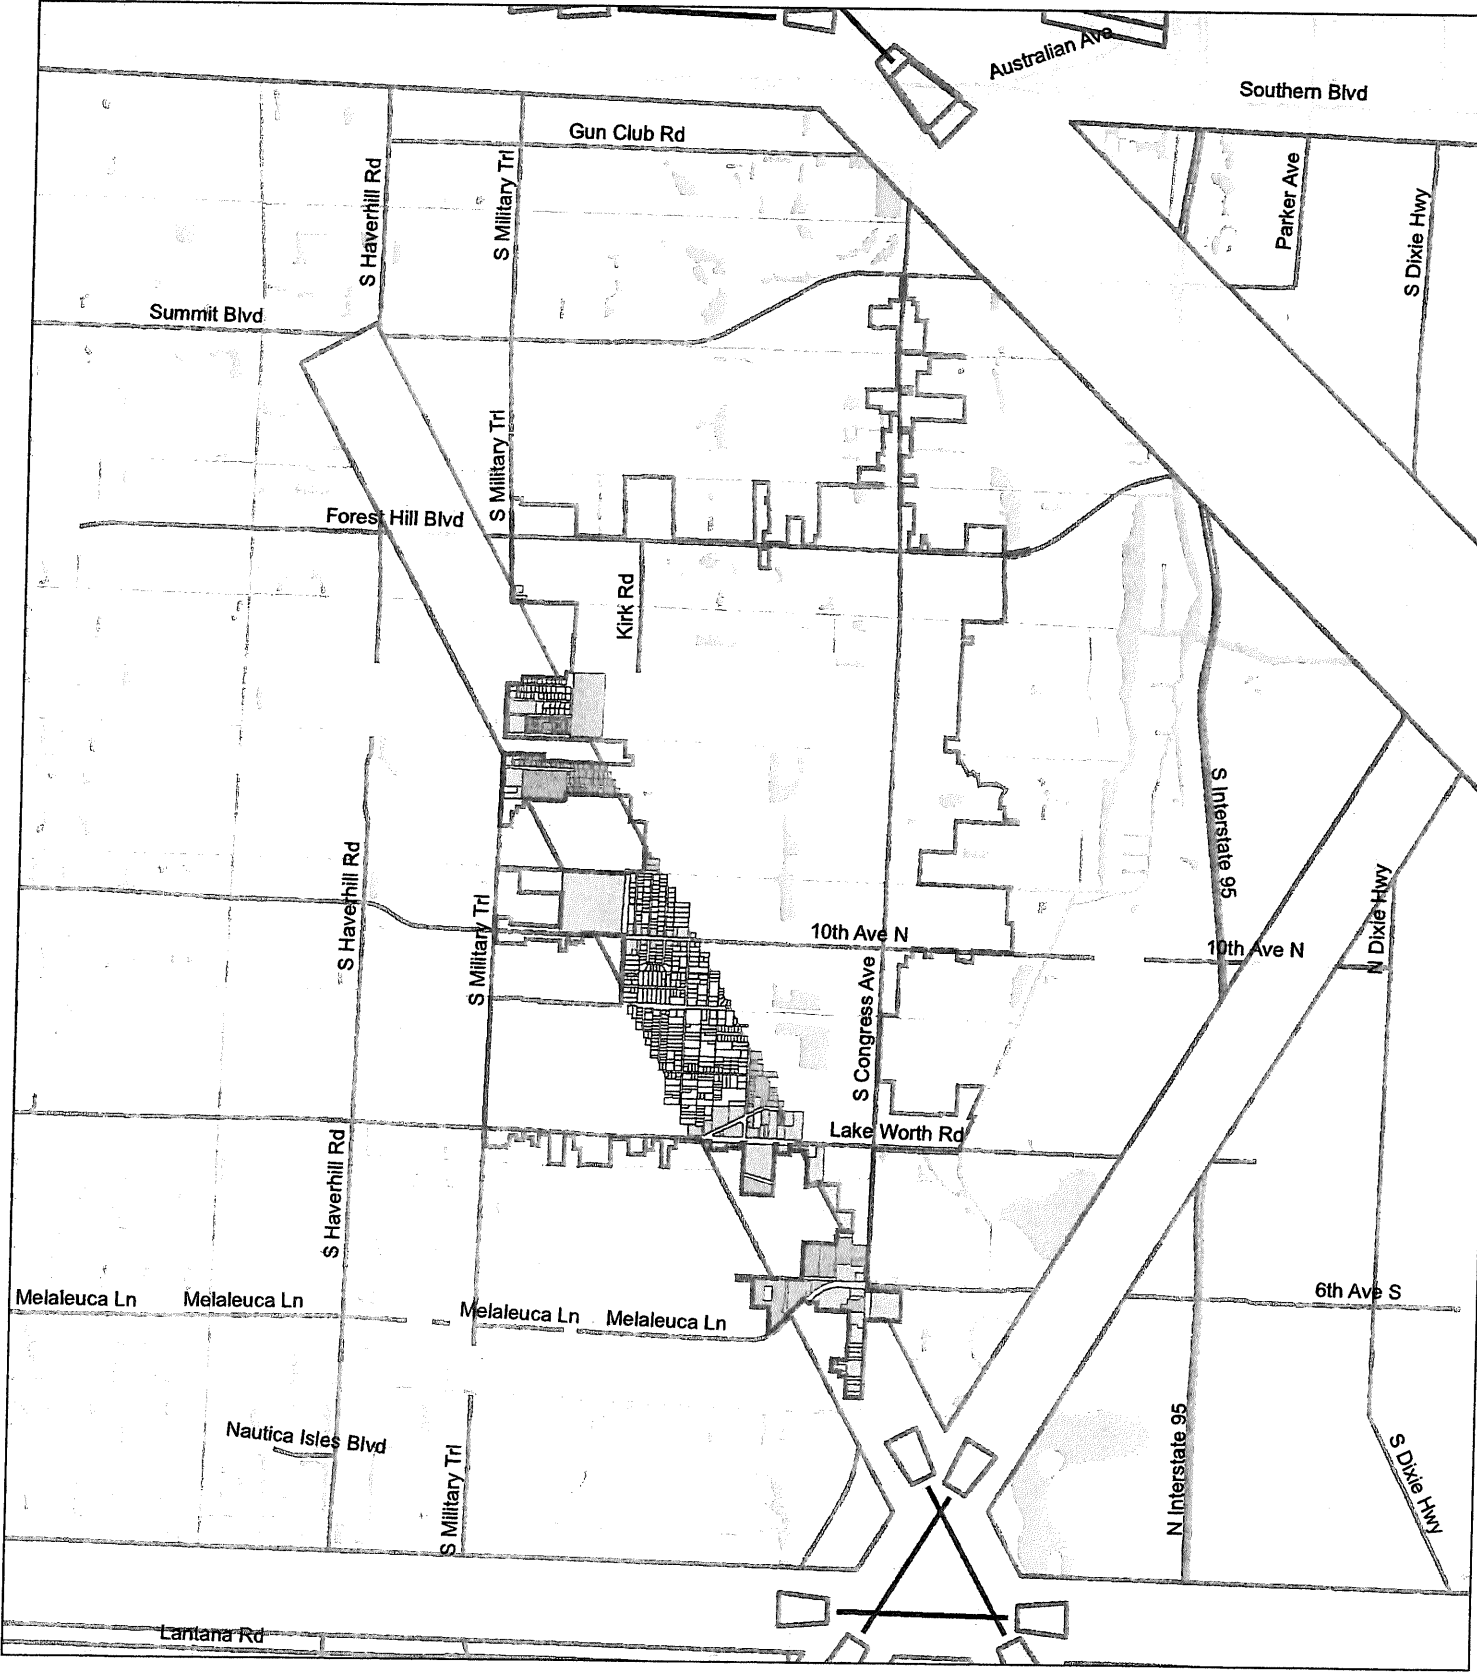 Australian Ave
Southern Blvd
Gun Club Rd
S Haverhill Rd
S Military Trl
Parker Ave
S Dixie Hwy
Summit Blvd
S Military Trl
Forest Hill Blvd
Kirk Rd
S Interstate 95
S Haverhill Rd
S Military Trl
10th Ave N
10th Ave N
N Dixie Hwy
S Congress Ave
Lake Worth Rd
S Haverhill Rd
Melaleuca Ln
Melaleuca Ln
Melaleuca Ln
Melaleuca Ln
6th Ave S
Nautica Isles Blvd
S Military Trl
N Interstate 95
S Dixie Hwy
Lantana Rd